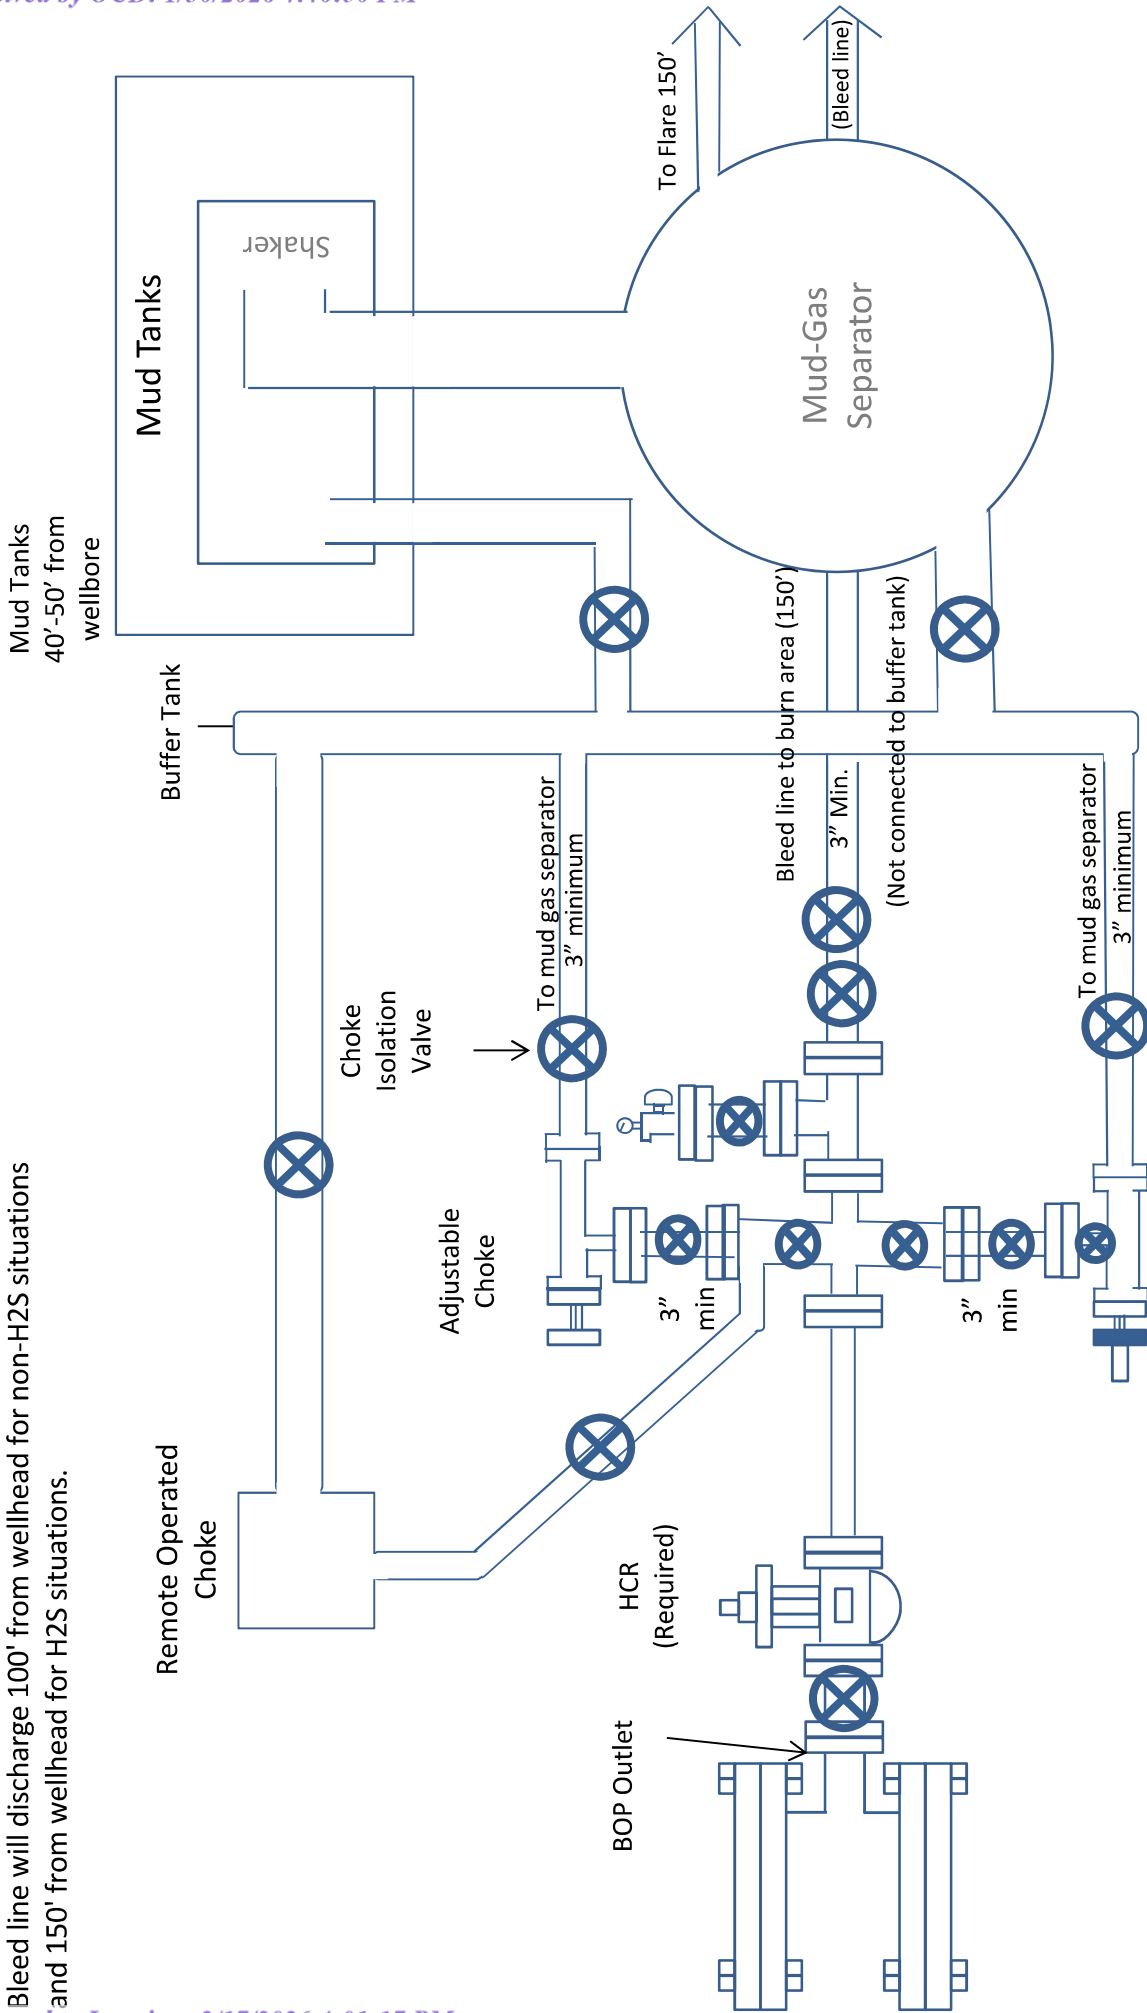 Bleed line will discharge 100' from wellhead for non-H2S situations
and 150' from wellhead for H2S situations.
Mud Tanks
40’-50’ from
wellbore
Mud Tanks
Shaker
Buffer Tank
Remote Operated
Choke
Choke
Isolation
Valve
Adjustable
Choke
To mud gas separator
3” minimum
To Flare 150’
(Bleed line)
Mud-Gas
Separator
Bleed line to burn area (150’)
3” Min.
(Not connected to buffer tank)
3”
min
3”
min
To mud gas separator
3” minimum
HCR
(Required)
BOP Outlet